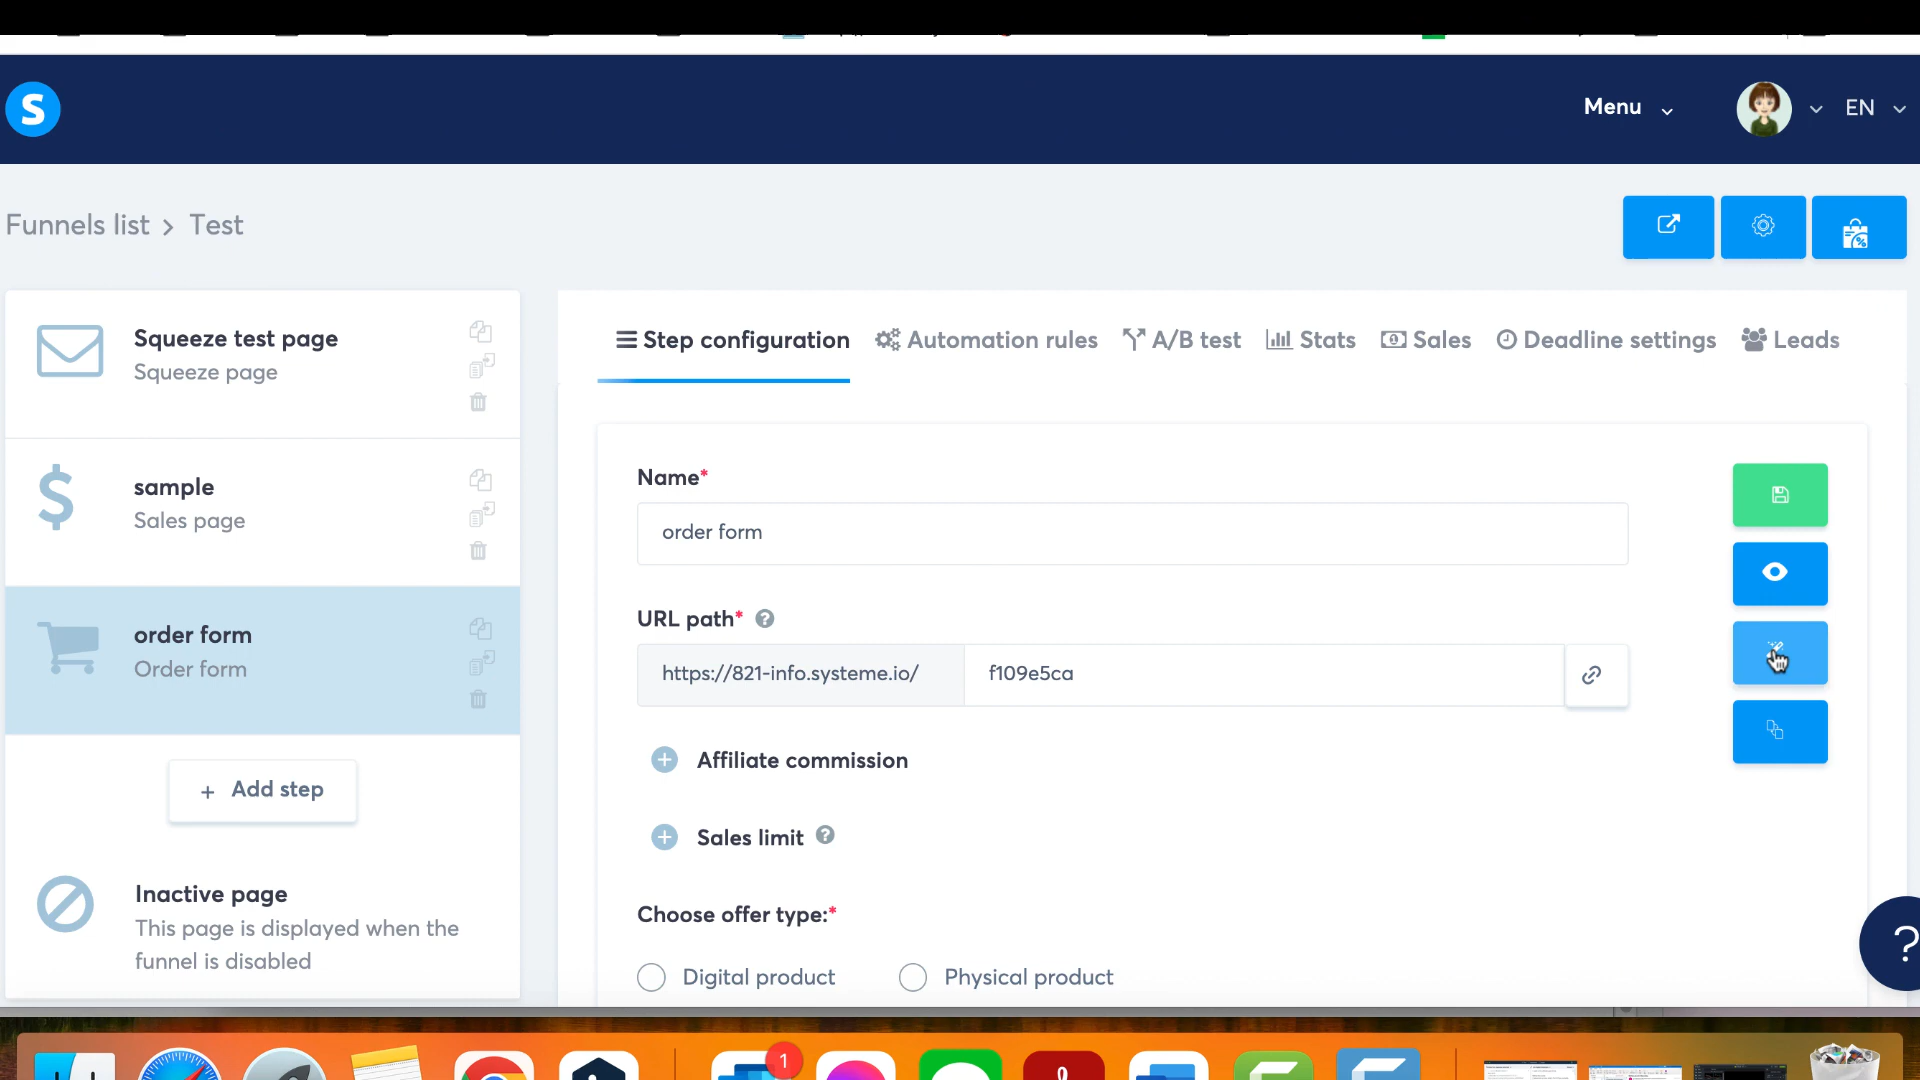 S
Menu
EN
Funnels list > Test
Squeeze test page
Squeeze page
sample
Sales page
order form
Order form
+ Add step
Inactive page
This page is displayed when the
funnel is disabled
Step configuration
Automation rules
A/B test
Stats
Sales
Deadline settings
Leads
Name*
order form
URL path* ?
https://821-info.systeme.io/
f109e5ca
Affiliate commission
Sales limit ?
Choose offer type:*
Digital product
Physical product
?
1